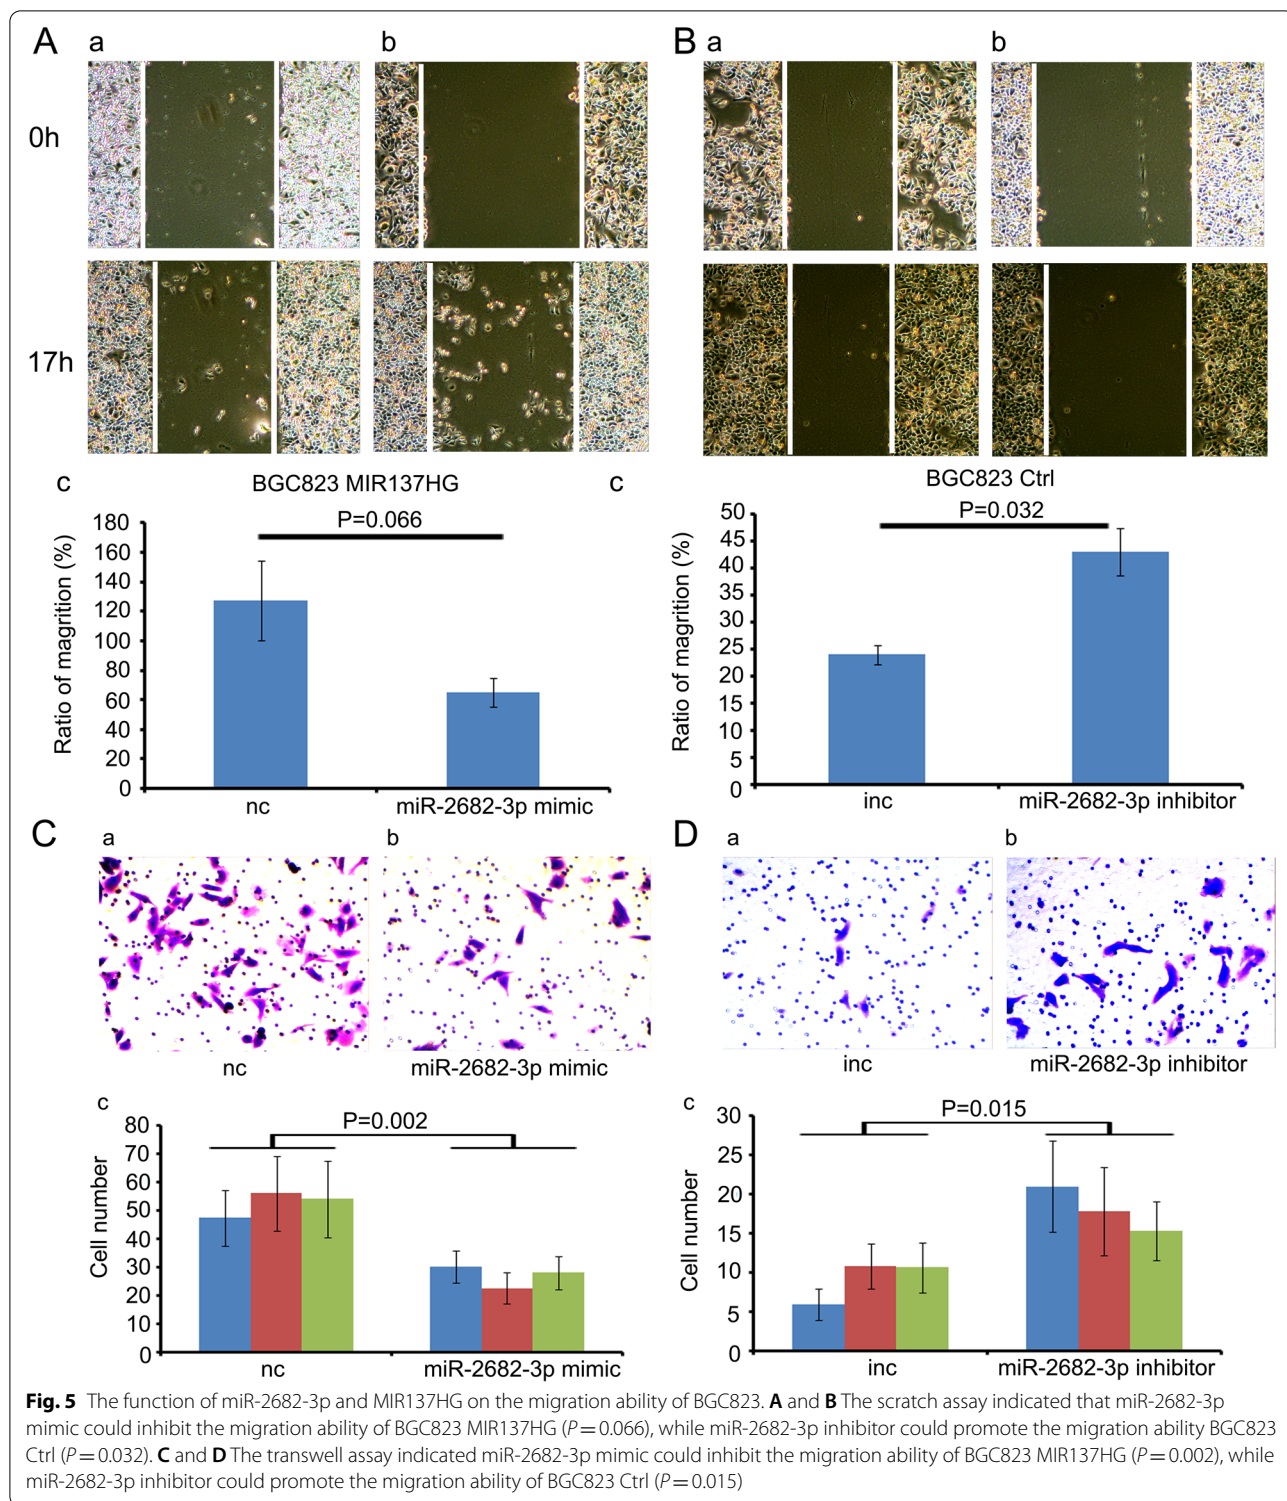 A
a
b
B
a
b
0h
17h
c
BGC823 MIR137HG
P=0.066
180
160
140
120
100
80
60
40
20
0
Ratio of magrition (%)
nc
miR-2682-3p mimic
c
BGC823 Ctrl
P=0.032
50
45
40
35
30
25
20
15
10
5
0
Ratio of magrition (%)
inc
miR-2682-3p inhibitor
C
a
b
nc
miR-2682-3p mimic
D
a
b
inc
miR-2682-3p inhibitor
c
P=0.002
80
70
60
50
40
30
20
10
0
Cell number
nc
miR-2682-3p mimic
c
P=0.015
30
25
20
15
10
5
0
Cell number
inc
miR-2682-3p inhibitor
Fig. 5 The function of miR-2682-3p and MIR137HG on the migration ability of BGC823. A and B The scratch assay indicated that miR-2682-3p
mimic could inhibit the migration ability of BGC823 MIR137HG (P = 0.066), while miR-2682-3p inhibitor could promote the migration ability BGC823
Ctrl (P = 0.032). C and D The transwell assay indicated miR-2682-3p mimic could inhibit the migration ability of BGC823 MIR137HG (P = 0.002), while
miR-2682-3p inhibitor could promote the migration ability of BGC823 Ctrl (P = 0.015)